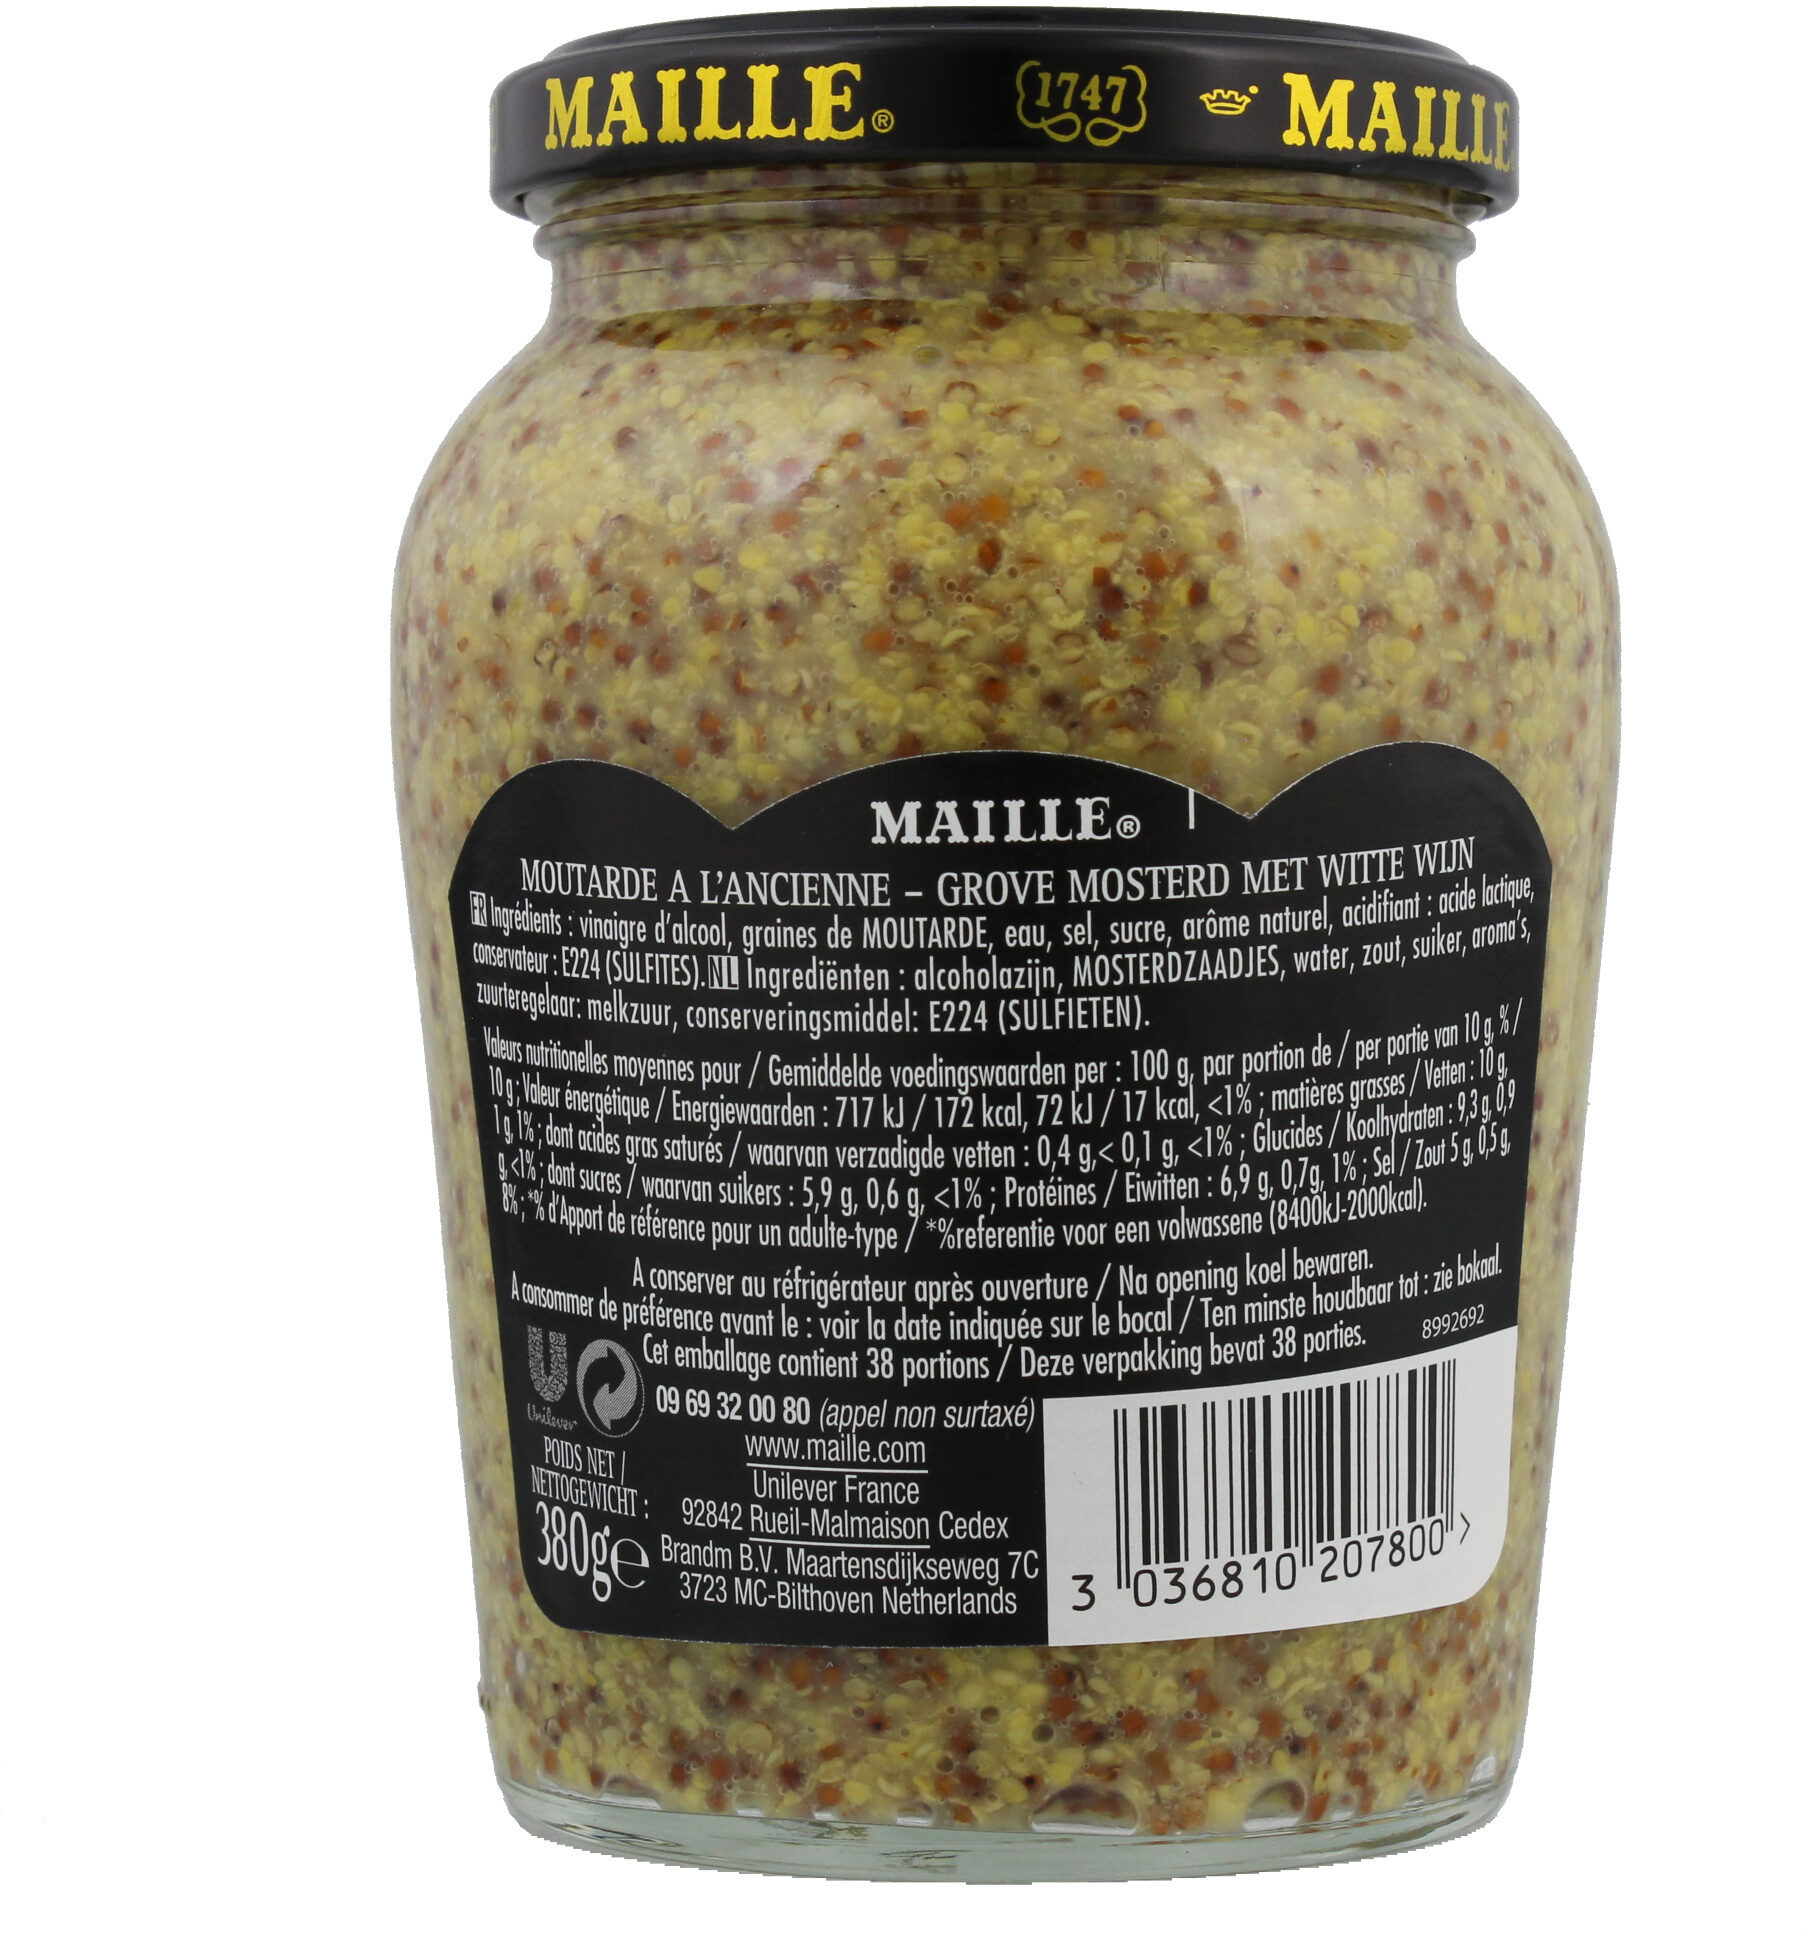 MAILLE®
1747
MAILLE
MAILLE®
MOUTARDE A L'ANCIENNE – GROVE MOSTERD MET WITTE WIJN
FR Ingrédients : vinaigre d'alcool, graines de MOUTARDE, eau, sel, sucre, arôme naturel, acidifiant : acide lactique,
conservateur : E224 (SULFITES). NL Ingrediënten : alcoholazijn, MOSTERDZAADJES, water, zout, suiker, aroma's,
zuurteregelaar: melkzuur, conserveringsmiddel: E224 (SULFIETEN).
Valeurs nutritionelles moyennes pour / Gemiddelde voedingswaarden per : 100 g, par portion de / per portie van 10 g, % /
10 g ; Valeur énergétique / Energiewaarden : 717 kJ / 172 kcal, 72 kJ / 17 kcal, <1% ; matières grasses / Vetten : 10 g,
1 g, 1% ; dont acides gras saturés / waarvan verzadigde vetten : 0,4 g,< 0,1 g, <1% ; Glucides / Koolhydraten : 9,3 g, 0,9
g, <1% ; dont sucres / waarvan suikers : 5,9 g, 0,6 g, <1% ; Protéines / Eiwitten : 6,9 g, 0,7g, 1% ; Sel / Zout 5 g, 0,5 g,
8% ; *% d'Apport de référence pour un adulte-type / *%referentie voor een volwassene (8400kJ-2000kcal).
A conserver au réfrigérateur après ouverture / Na opening koel bewaren.
A consommer de préférence avant le : voir la date indiquée sur le bocal / Ten minste houdbaar tot : zie bokaal.
Cet emballage contient 38 portions / Deze verpakking bevat 38 porties.
8992692
Unilever
09 69 32 00 80 (appel non surtaxé)
www.maille.com
Unilever France
92842 Rueil-Malmaison Cedex
Brandm B.V. Maartensdijkseweg 7C
3723 MC-Bilthoven Netherlands
POIDS NET /
NETTOGEWICHT :
380g e
3 036810 207800 >